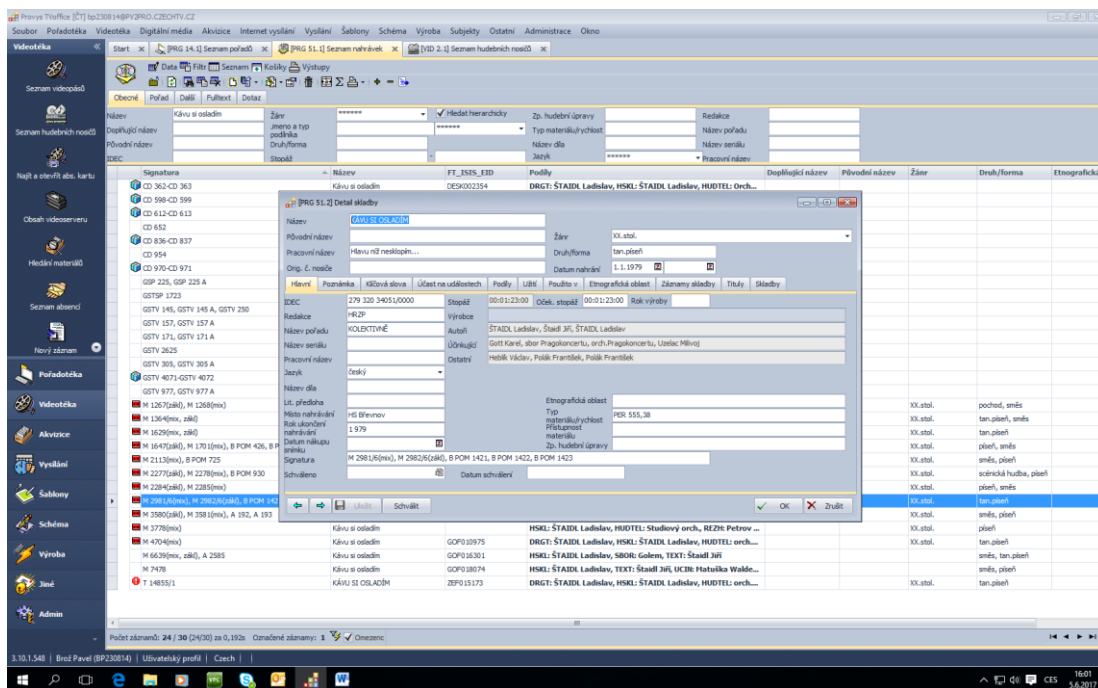 Provys TVoffice [ČT] bp230814@PV2PRO.CZECHTV.CZ
Soubor Pořadotéka Videotéka Digitální média Akvizice Internet vysílání Vysílání Šablony Schéma Výroba Subjekty Ostatní Administrace Okno
Videotéka
Start [PRG 14.1] Seznam pořadů [PRG 51.1] Seznam nahrávek [VID 2.1] Seznam hudebních nosičů
Data Filtr Seznam Košíky Výstupy
Obecné Pořad Další Fulltext Dotaz
Název Kávu si osladím Žánr ****** Hledat hierarchicky Zp. hudební úpravy Redakce
Doplňující název Jméno a typ podílníka ****** Typ materiálu/rychlost Název pořadu
Původní název Druh/forma Název díla Název seriálu
IDEC Stopáž - Jazyk ****** Pracovní název
Seznam videopásů
Seznam hudebních nosičů
Najít a otevřít abs. kartu
Obsah videoserveru
Hledání materiálů
Seznam absencí
Nový záznam
Pořadotéka
Videotéka
Akvizice
Vysílání
Šablony
Schéma
Výroba
Jiné
Admin
Signatura Název FT_ISIS_EID Podíly Doplňující název Původní název Žánr Druh/forma Etnografická
CD 362-CD 363 Kávu si osladím DESK002354 DRGT: ŠTAIDL Ladislav, HSKL: ŠTAIDL Ladislav, HUDTEL: Orch...
CD 598-CD 599
CD 612-CD 613
CD 652
CD 836-CD 837
CD 954
CD 970-CD 971
GSP 225, GSP 225 A
GSTSP 1723
GSTV 145, GSTV 145 A, GSTV 250
GSTV 157, GSTV 157 A
GSTV 171, GSTV 171 A
GSTV 2625
GSTV 305, GSTV 305 A
GSTV 4071-GSTV 4072
GSTV 977, GSTV 977 A
M 1267(zákl), M 1268(mix) XX.stol. pochod, směs
M 1364(mix, zákl) XX.stol. tan.píseň, směs
M 1629(mix, zákl) XX.stol. tan.píseň
M 1647(zákl), M 1701(mix), B POM 426, B P XX.stol. píseň, směs
M 2113(mix), B POM 725 XX.stol. píseň, směs
M 2277(zákl), M 2278(mix), B POM 930 XX.stol. scénická hudba, píseň
M 2284(zákl), M 2285(mix) XX.stol. píseň, směs
M 2981/6(mix), M 2982/6(zákl), B POM 142 XX.stol. tan.píseň
M 3580(zákl), M 3581(mix), A 192, A 193 XX.stol. směs, píseň
M 3778(mix) Kávu si osladím HSKL: ŠTAIDL Ladislav, HUDTEL: Studiový orch., REZH: Petrov ... XX.stol. píseň
M 4704(mix) Kávu si osladím GOF010975 DRGT: ŠTAIDL Ladislav, HSKL: ŠTAIDL Ladislav, HUDTEL: orch.... XX.stol. tan.píseň
M 6639(mix, zákl), A 2585 Kávu si osladím GOF016301 HSKL: ŠTAIDL Ladislav, SBOR: Golem, TEXT: Štaidl Jiří směs, tan.píseň
M 7478 Kávu si osladím GOF018074 HSKL: ŠTAIDL Ladislav, TEXT: Štaidl Jiří, UCIN: Matuška Walde... směs, píseň
T 14855/1 KÁVU SI OSLADÍM ZEF015173 DRGT: ŠTAIDL Ladislav, HSKL: ŠTAIDL Ladislav, HUDTEL: orch.... XX.stol. tan.píseň
[PRG 51.2] Detail skladby
Název KÁVU SI OSLADÍM
Původní název Žánr XX.stol.
Pracovní název Hlavu níž nesklopím... Druh/forma tan.píseň
Orig. č. nosiče Datum nahrání 1.1.1979
Hlavní Poznámka Klíčová slova Účast na událostech Podíly Užití Použito v Etnografická oblast Záznamy skladby Tituly Sklady
IDEC 279 320 34051/0000 Stopáž 00:01:23:00 Oček. stopáž 00:01:23:00 Rok výroby
Redakce HRZP Výrobce
Název pořadu KOLEKTIVNĚ Autoři ŠTAIDL Ladislav, Štaidl Jiří, ŠTAIDL Ladislav
Název seriálu Účinkující Gott Karel, sbor Pragokoncertu, orch.Pragokoncertu, Uzelac Milivoj
Pracovní název Ostatní Heblík Václav, Polák František, Polák František
Jazyk český
Název díla
Lit. předloha Etnografická oblast
Místo nahrávání HS Břevnov Typ materiálu/rychlost PER 555,38
Rok ukončení nahrávání 1979 Přístupnost materiálu
Datum nákupu snímku Zp. hudební úpravy
Signatura M 2981/6(mix), M 2982/6(zákl), B POM 1421, B POM 1422, B POM 1423
Schváleno Datum schválení
Uložit Schválit OK Zrušit
Počet záznamů: 24 / 30 (24/30) za 0,192s Označené záznamy: 1 Omezenc
3.10.1.548 | Brož Pavel (BP230814) | Uživatelský profil | Czech | |
CES 16:01
5.6.2017